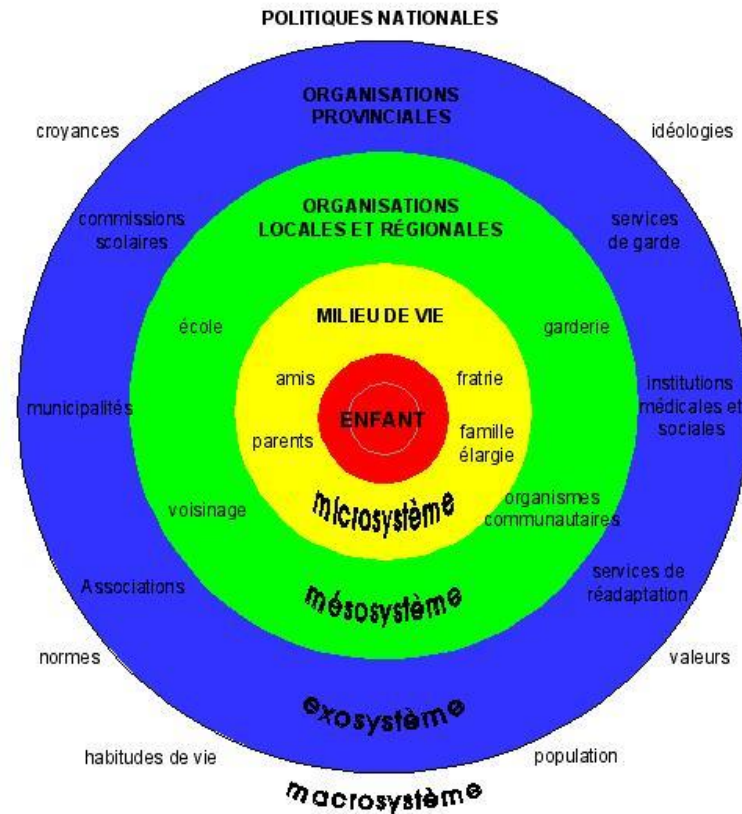 POLITIQUES NATIONALES
ORGANISATIONS
PROVINCIALES
croyances
idéologies
ORGANISATIONS
LOCALES ET RÉGIONALES
commissions
scolaires
services
de garde
MILIEU DE VIE
école
garderie
amis
fratrie
municipalités
institutions
médicales et
sociales
ENFANT
parents
famille
élargie
microsystème
voisinage
organismes
communautaires
Associations
mésosystème
services de
réadaptation
normes
valeurs
exosystème
habitudes de vie
population
macrosystème